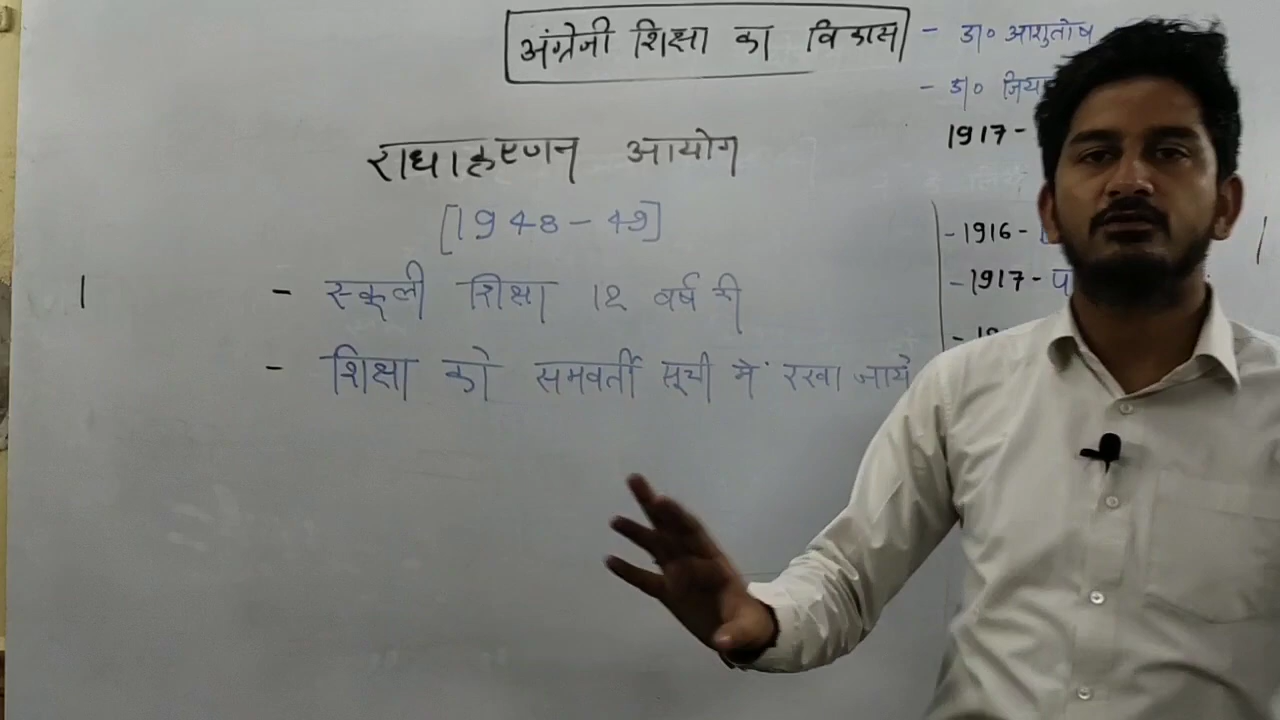 अंग्रेजी शिक्षा का विकास
राधाकृष्णन आयोग
[1948-49]
- स्कूली शिक्षा 12 वर्ष की
- शिक्षा को समवर्ती सूची में रखा जाये
- डा० आशुतोष
- डा०
1917-
-1916-
-1917-